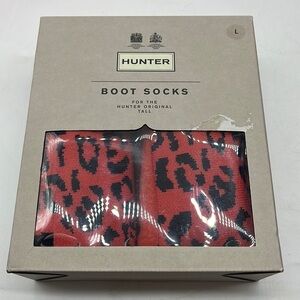 L
HUNTER
BOOT SOCKS
FOR THE
HUNTER ORIGINAL
TALL